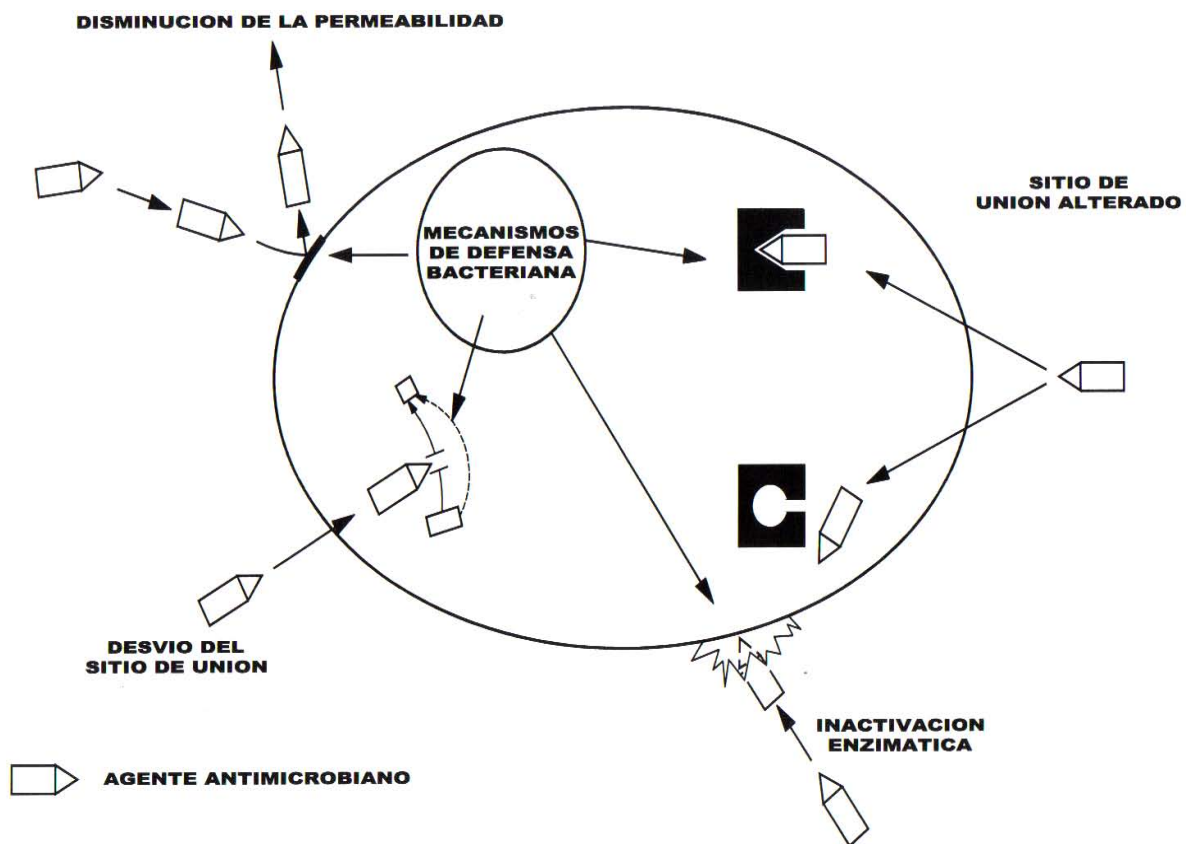 DISMINUCION DE LA PERMEABILIDAD
MECANISMOS
DE DEFENSA
BACTERIANA
SITIO DE
UNION ALTERADO
DESVIO DEL
SITIO DE UNION
INACTIVACION
ENZIMATICA
AGENTE ANTIMICROBIANO